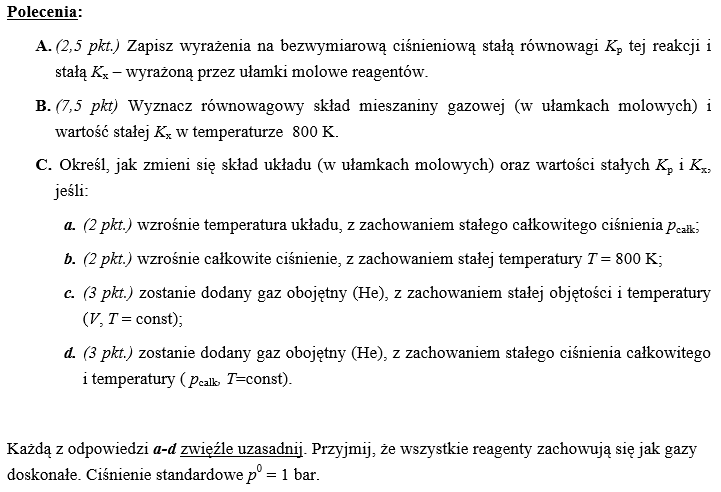 Polecenia:
A. (2,5 pkt.) Zapisz wyrażenia na bezwymiarową ciśnieniową stałą równowagi Kp tej reakcji i
stałą Kx – wyrażoną przez ułamki molowe reagentów.
B. (7,5 pkt) Wyznacz równowagowy skład mieszaniny gazowej (w ułamkach molowych) i
wartość stałej Kx w temperaturze 800 K.
C. Określ, jak zmieni się skład układu (w ułamkach molowych) oraz wartości stałych Kp i Kx,
jeśli:
a. (2 pkt.) wzrośnie temperatura układu, z zachowaniem stałego całkowitego ciśnienia pcałk;
b. (2 pkt.) wzrośnie całkowite ciśnienie, z zachowaniem stałej temperatury T = 800 K;
c. (3 pkt.) zostanie dodany gaz obojętny (He), z zachowaniem stałej objętości i temperatury
(V, T = const);
d. (3 pkt.) zostanie dodany gaz obojętny (He), z zachowaniem stałego ciśnienia całkowitego
i temperatury ( pcałk, T=const).
Każdą z odpowiedzi a-d zwięźle uzasadnij. Przyjmij, że wszystkie reagenty zachowują się jak gazy
doskonałe. Ciśnienie standardowe p⁰ = 1 bar.